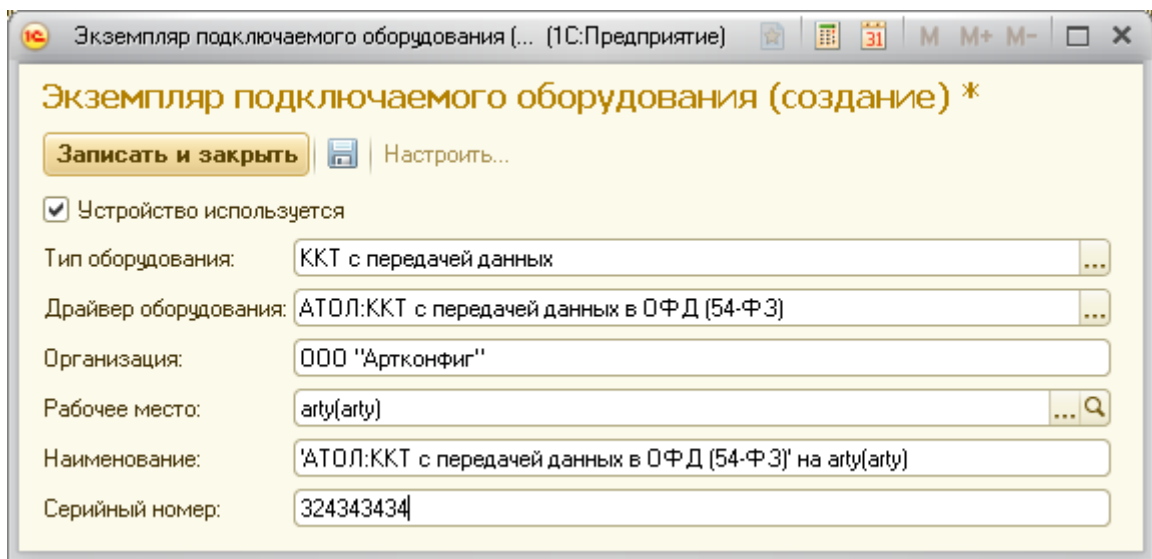 1С Экземпляр подключаемого оборудования (... (1С:Предприятие) 31 M M+ M-
Экземпляр подключаемого оборудования (создание) *
Записать и закрыть Настроить...
Устройство используется
Тип оборудования: ККТ с передачей данных ...
Драйвер оборудования: АТОЛ:ККТ с передачей данных в ОФД (54-ФЗ) ...
Организация: ООО "Артконфиг"
Рабочее место: arty(arty) ...
Наименование: 'АТОЛ:ККТ с передачей данных в ОФД (54-ФЗ)' на arty(arty)
Серийный номер: 324343434